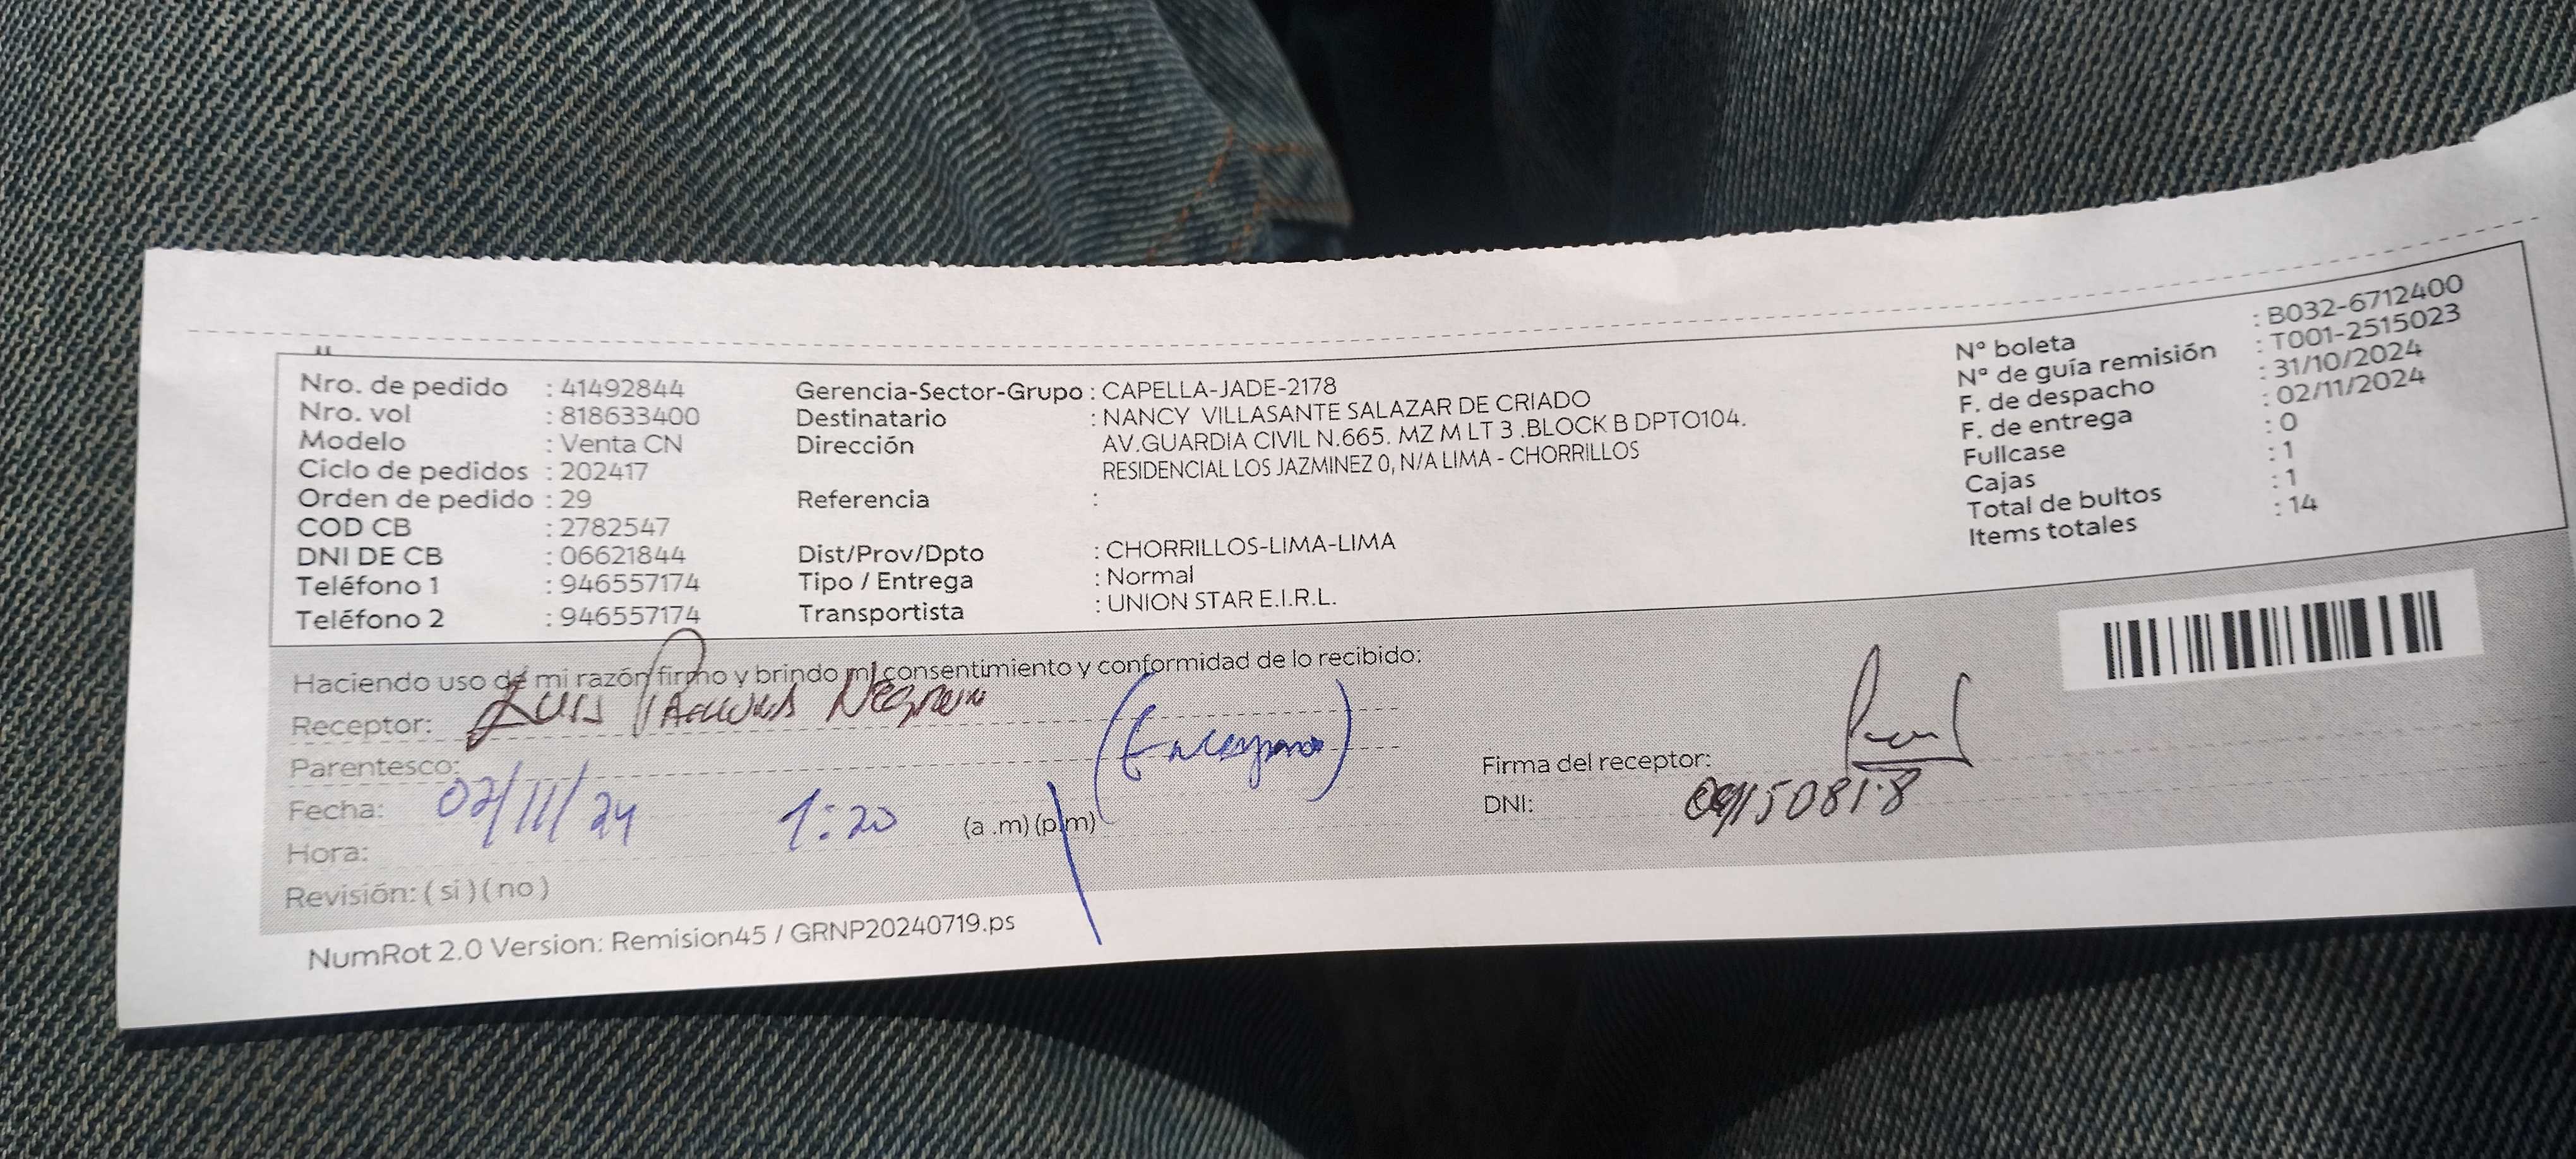 Nro. de pedido : 41492844
Nro. vol : 818633400
Modelo : Venta CN
Ciclo de pedidos : 202417
Orden de pedido : 29
COD CB : 2782547
DNI DE CB : 06621844
Teléfono 1 : 946557174
Teléfono 2 : 946557174
Gerencia-Sector-Grupo : CAPELLA-JADE-2178
Destinatario : NANCY VILLASANTE SALAZAR DE CRIADO
Dirección AV.GUARDIA CIVIL N.665. MZ M LT 3 .BLOCK B DPTO104.
RESIDENCIAL LOS JAZMINEZ 0, N/A LIMA - CHORRILLOS
Referencia :
Dist/Prov/Dpto : CHORRILLOS-LIMA-LIMA
Tipo / Entrega : Normal
Transportista : UNION STAR E.I.R.L.
N° boleta : B032-6712400
N° de guía remisión : T001-2515023
F. de despacho : 31/10/2024
F. de entrega : 02/11/2024
Fullcase : 0
Cajas : 1
Total de bultos : 1
Items totales : 14
Haciendo uso de mi razón firmo y brindo mi consentimiento y conformidad de lo recibido:
Receptor: Luis
Parentesco:
Fecha: 02/11/24
Hora: 1:20 (a .m) (p.m)
Revisión: ( si ) ( no )
Firma del receptor:
DNI: 09150818
NumRot 2.0 Version: Remision45 / GRNP20240719.ps